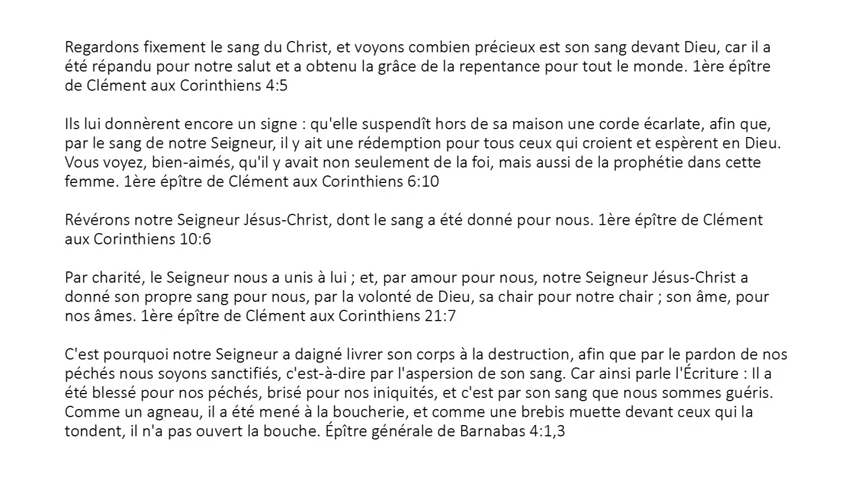 Regardons fixement le sang du Christ, et voyons combien précieux est son sang devant Dieu, car il a
été répandu pour notre salut et a obtenu la grâce de la repentance pour tout le monde. 1ère épître
de Clément aux Corinthiens 4:5
Ils lui donnèrent encore un signe : qu'elle suspendît hors de sa maison une corde écarlate, afin que,
par le sang de notre Seigneur, il y ait une rédemption pour tous ceux qui croient et espèrent en Dieu.
Vous voyez, bien-aimés, qu'il y avait non seulement de la foi, mais aussi de la prophétie dans cette
femme. 1ère épître de Clément aux Corinthiens 6:10
Révérons notre Seigneur Jésus-Christ, dont le sang a été donné pour nous. 1ère épître de Clément
aux Corinthiens 10:6
Par charité, le Seigneur nous a unis à lui ; et, par amour pour nous, notre Seigneur Jésus-Christ a
donné son propre sang pour nous, par la volonté de Dieu, sa chair pour notre chair ; son âme, pour
nos âmes. 1ère épître de Clément aux Corinthiens 21:7
C'est pourquoi notre Seigneur a daigné livrer son corps à la destruction, afin que par le pardon de nos
péchés nous soyons sanctifiés, c'est-à-dire par l'aspersion de son sang. Car ainsi parle l'Écriture : Il a
été blessé pour nos péchés, brisé pour nos iniquités, et c'est par son sang que nous sommes guéris.
Comme un agneau, il a été mené à la boucherie, et comme une brebis muette devant ceux qui la
tondent, il n'a pas ouvert la bouche. Épître générale de Barnabas 4:1,3